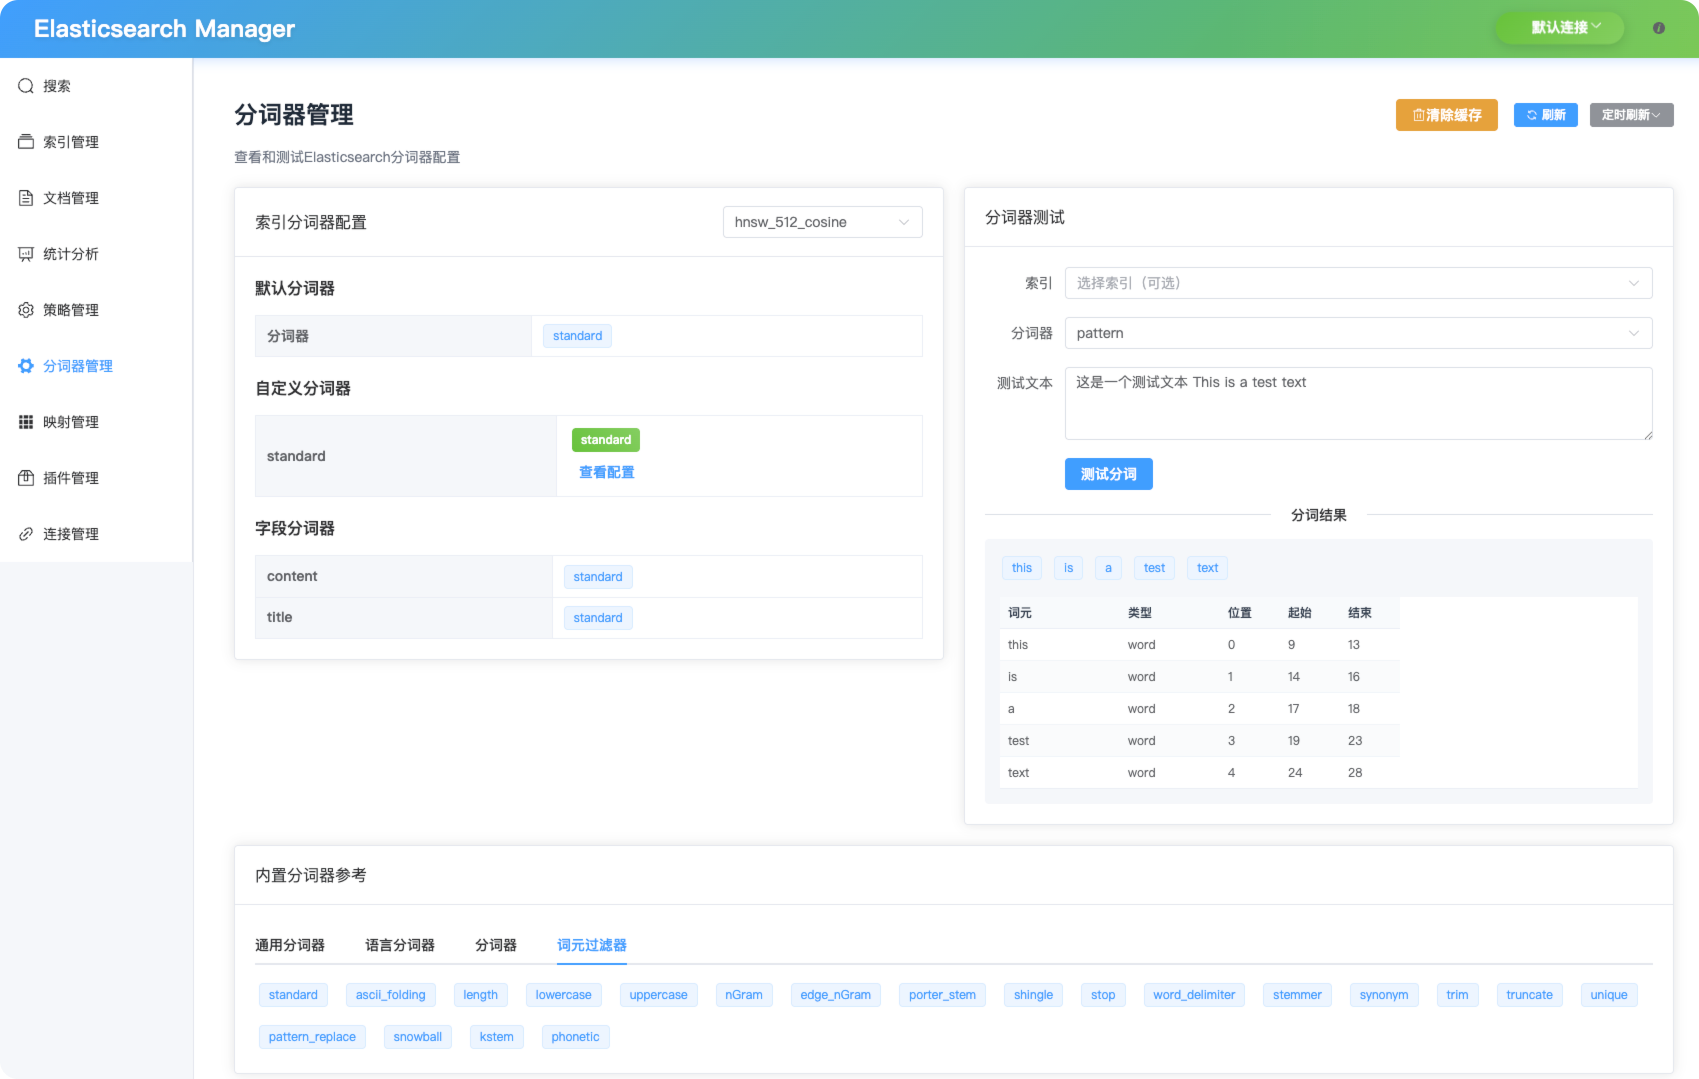 Elasticsearch Manager
默认连接
搜索
索引管理
文档管理
统计分析
策略管理
分词器管理
映射管理
插件管理
连接管理
分词器管理
清除缓存
刷新
定时刷新
查看和测试Elasticsearch分词器配置
索引分词器配置
hnsw_512_cosine
默认分词器
分词器 standard
自定义分词器
standard
standard
查看配置
字段分词器
content standard
title standard
分词器测试
索引 选择索引（可选）
分词器 pattern
测试文本 这是一个测试文本 This is a test text
测试分词
分词结果
this is a test text
词元 类型 位置 起始 结束
this word 0 9 13
is word 1 14 16
a word 2 17 18
test word 3 19 23
text word 4 24 28
内置分词器参考
通用分词器 语言分词器 分词器 词元过滤器
standard ascii_folding length lowercase uppercase nGram edge_nGram porter_stem shingle stop word_delimiter stemmer synonym trim truncate unique
pattern_replace snowball kstem phonetic